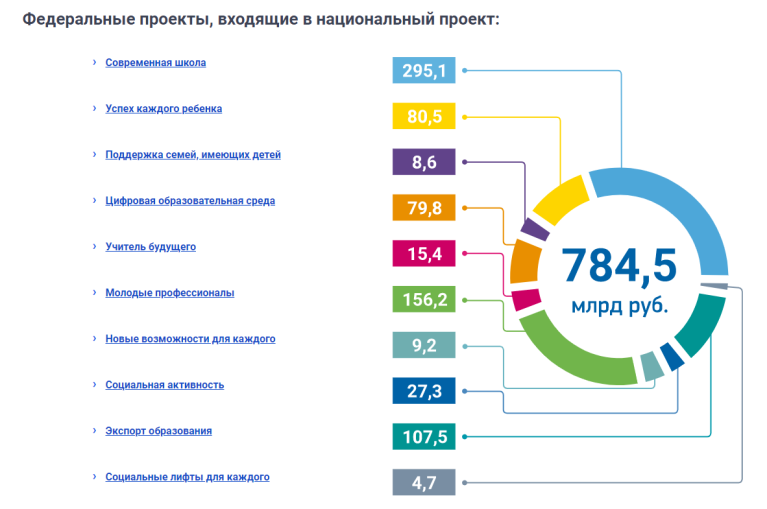 Федеральные проекты, входящие в национальный проект:
Современная школа 295,1
Успех каждого ребенка 80,5
Поддержка семей, имеющих детей 8,6
Цифровая образовательная среда 79,8
Учитель будущего 15,4
Молодые профессионалы 156,2
Новые возможности для каждого 9,2
Социальная активность 27,3
Экспорт образования 107,5
Социальные лифты для каждого 4,7
784,5
млрд руб.